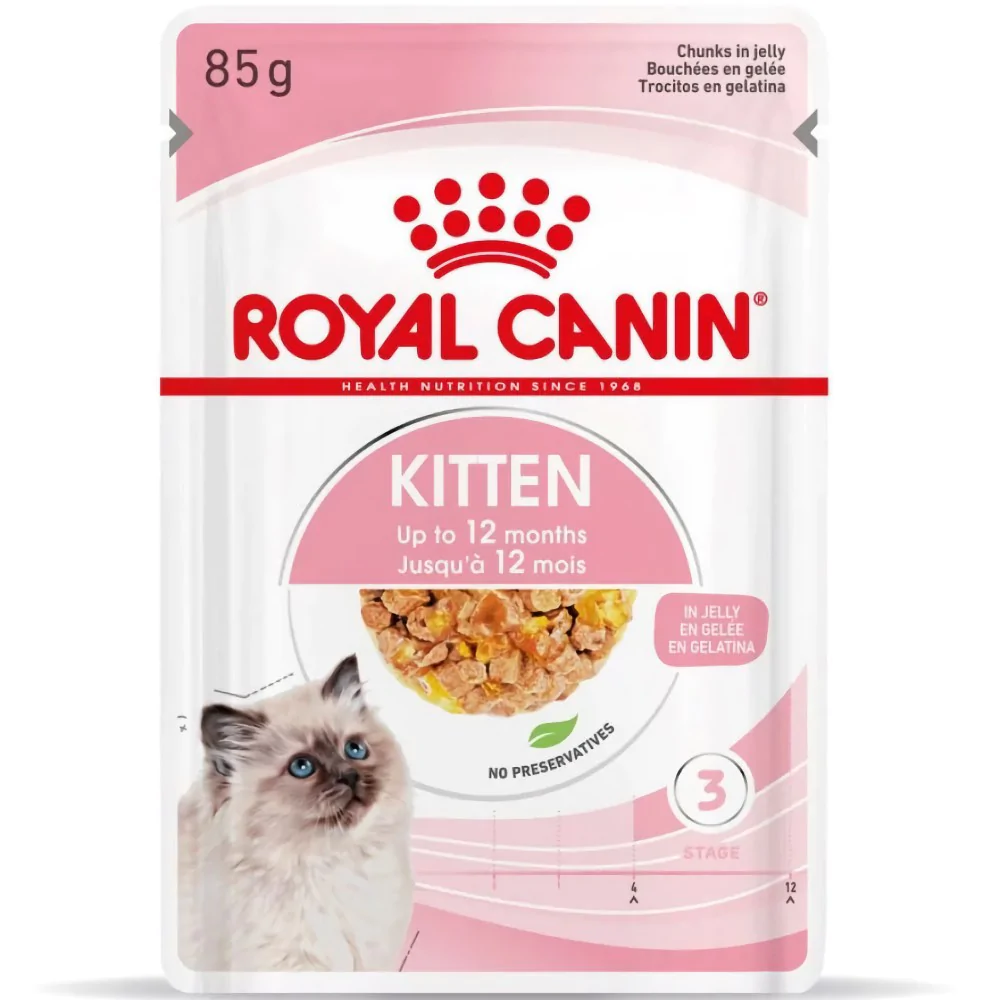 85g
Chunks in jelly
Bouchées en gelée
Trocitos en gelatina
ROYAL CANIN®
HEALTH NUTRITION SINCE 1968
KITTEN
Up to 12 months
Jusqu'à 12 mois
IN JELLY
EN GELÉE
EN GELATINA
NO PRESERVATIVES
3
STAGE
4
12